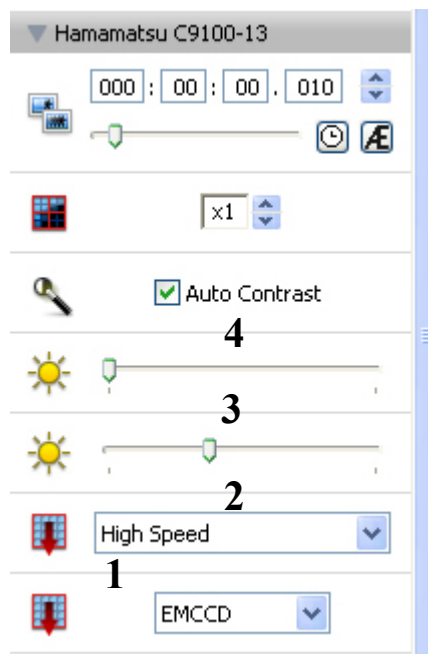 Hamamatsu C9100-13
000 : 00 : 00 . 010
Æ
x1
Auto Contrast
4
3
2
High Speed
1
EMCCD